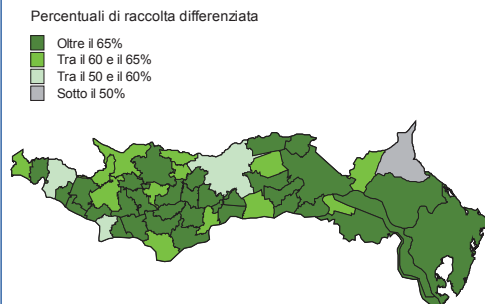 Percentuali di raccolta differenziata
Oltre il 65%
Tra il 60 e il 65%
Tra il 50 e il 60%
Sotto il 50%